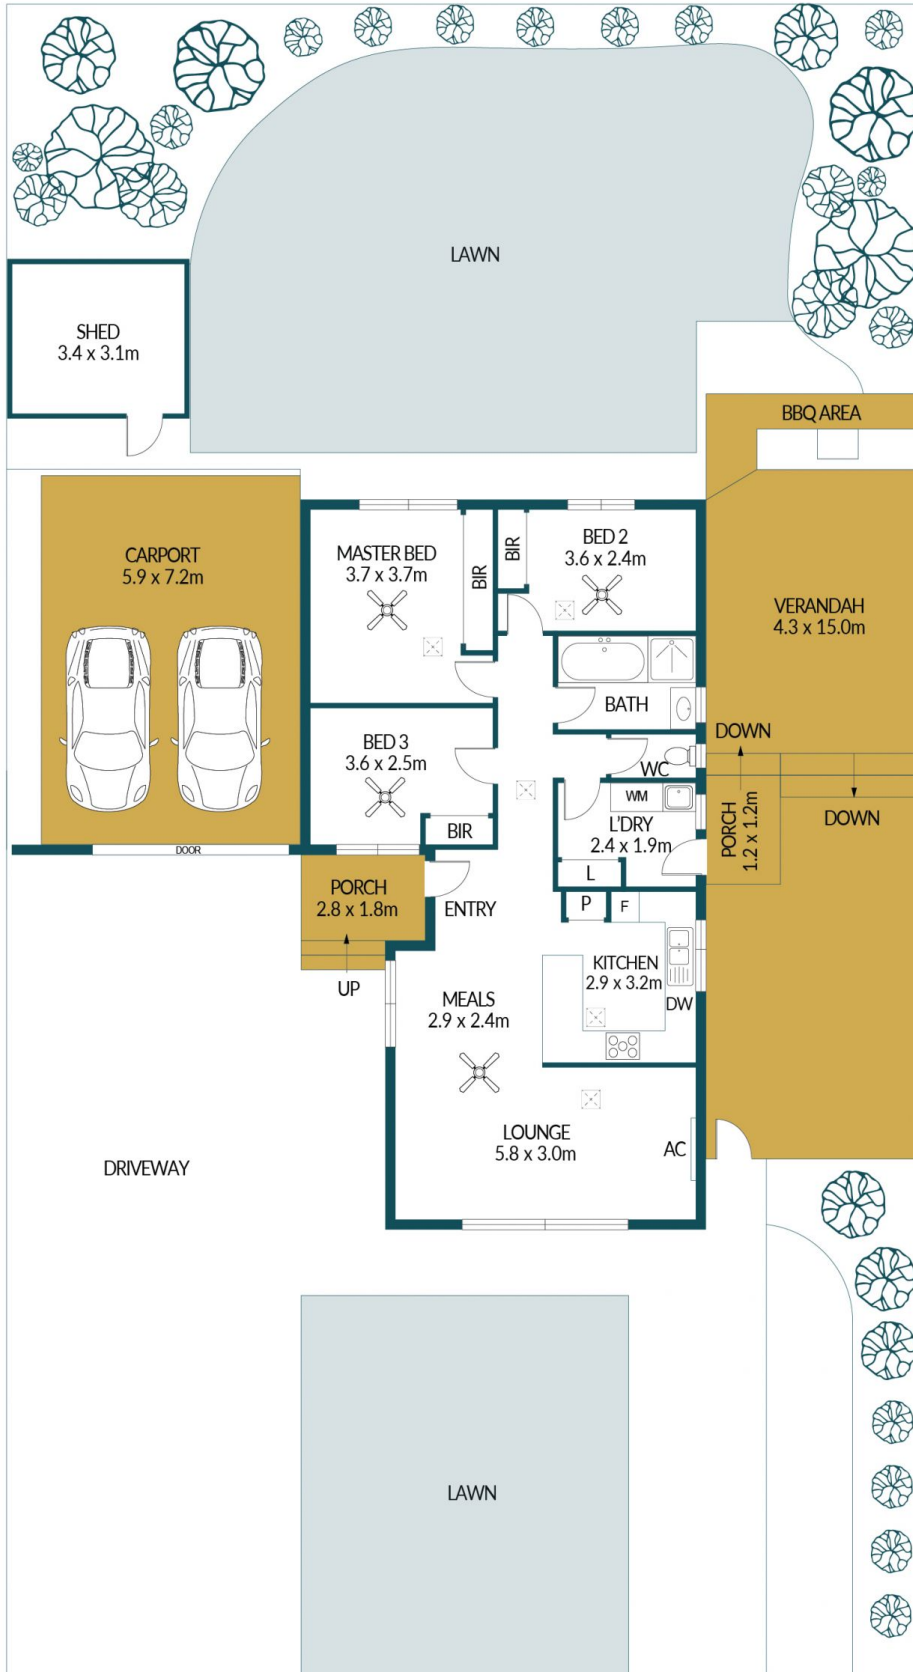 LAWN
SHED
3.4 x 3.1m
BBQ AREA
CARPORT
5.9 x 7.2m
MASTER BED
3.7 x 3.7m
BIR
BIR
BED 2
3.6 x 2.4m
VERANDAH
4.3 x 15.0m
BATH
BED 3
3.6 x 2.5m
BIR
WC
DOWN
WM
L'DRY
2.4 x 1.9m
L
PORCH
1.2 x 1.2m
DOWN
DOOR
PORCH
2.8 x 1.8m
UP
ENTRY
P
F
KITCHEN
2.9 x 3.2m
DW
MEALS
2.9 x 2.4m
LOUNGE
5.8 x 3.0m
AC
DRIVEWAY
LAWN